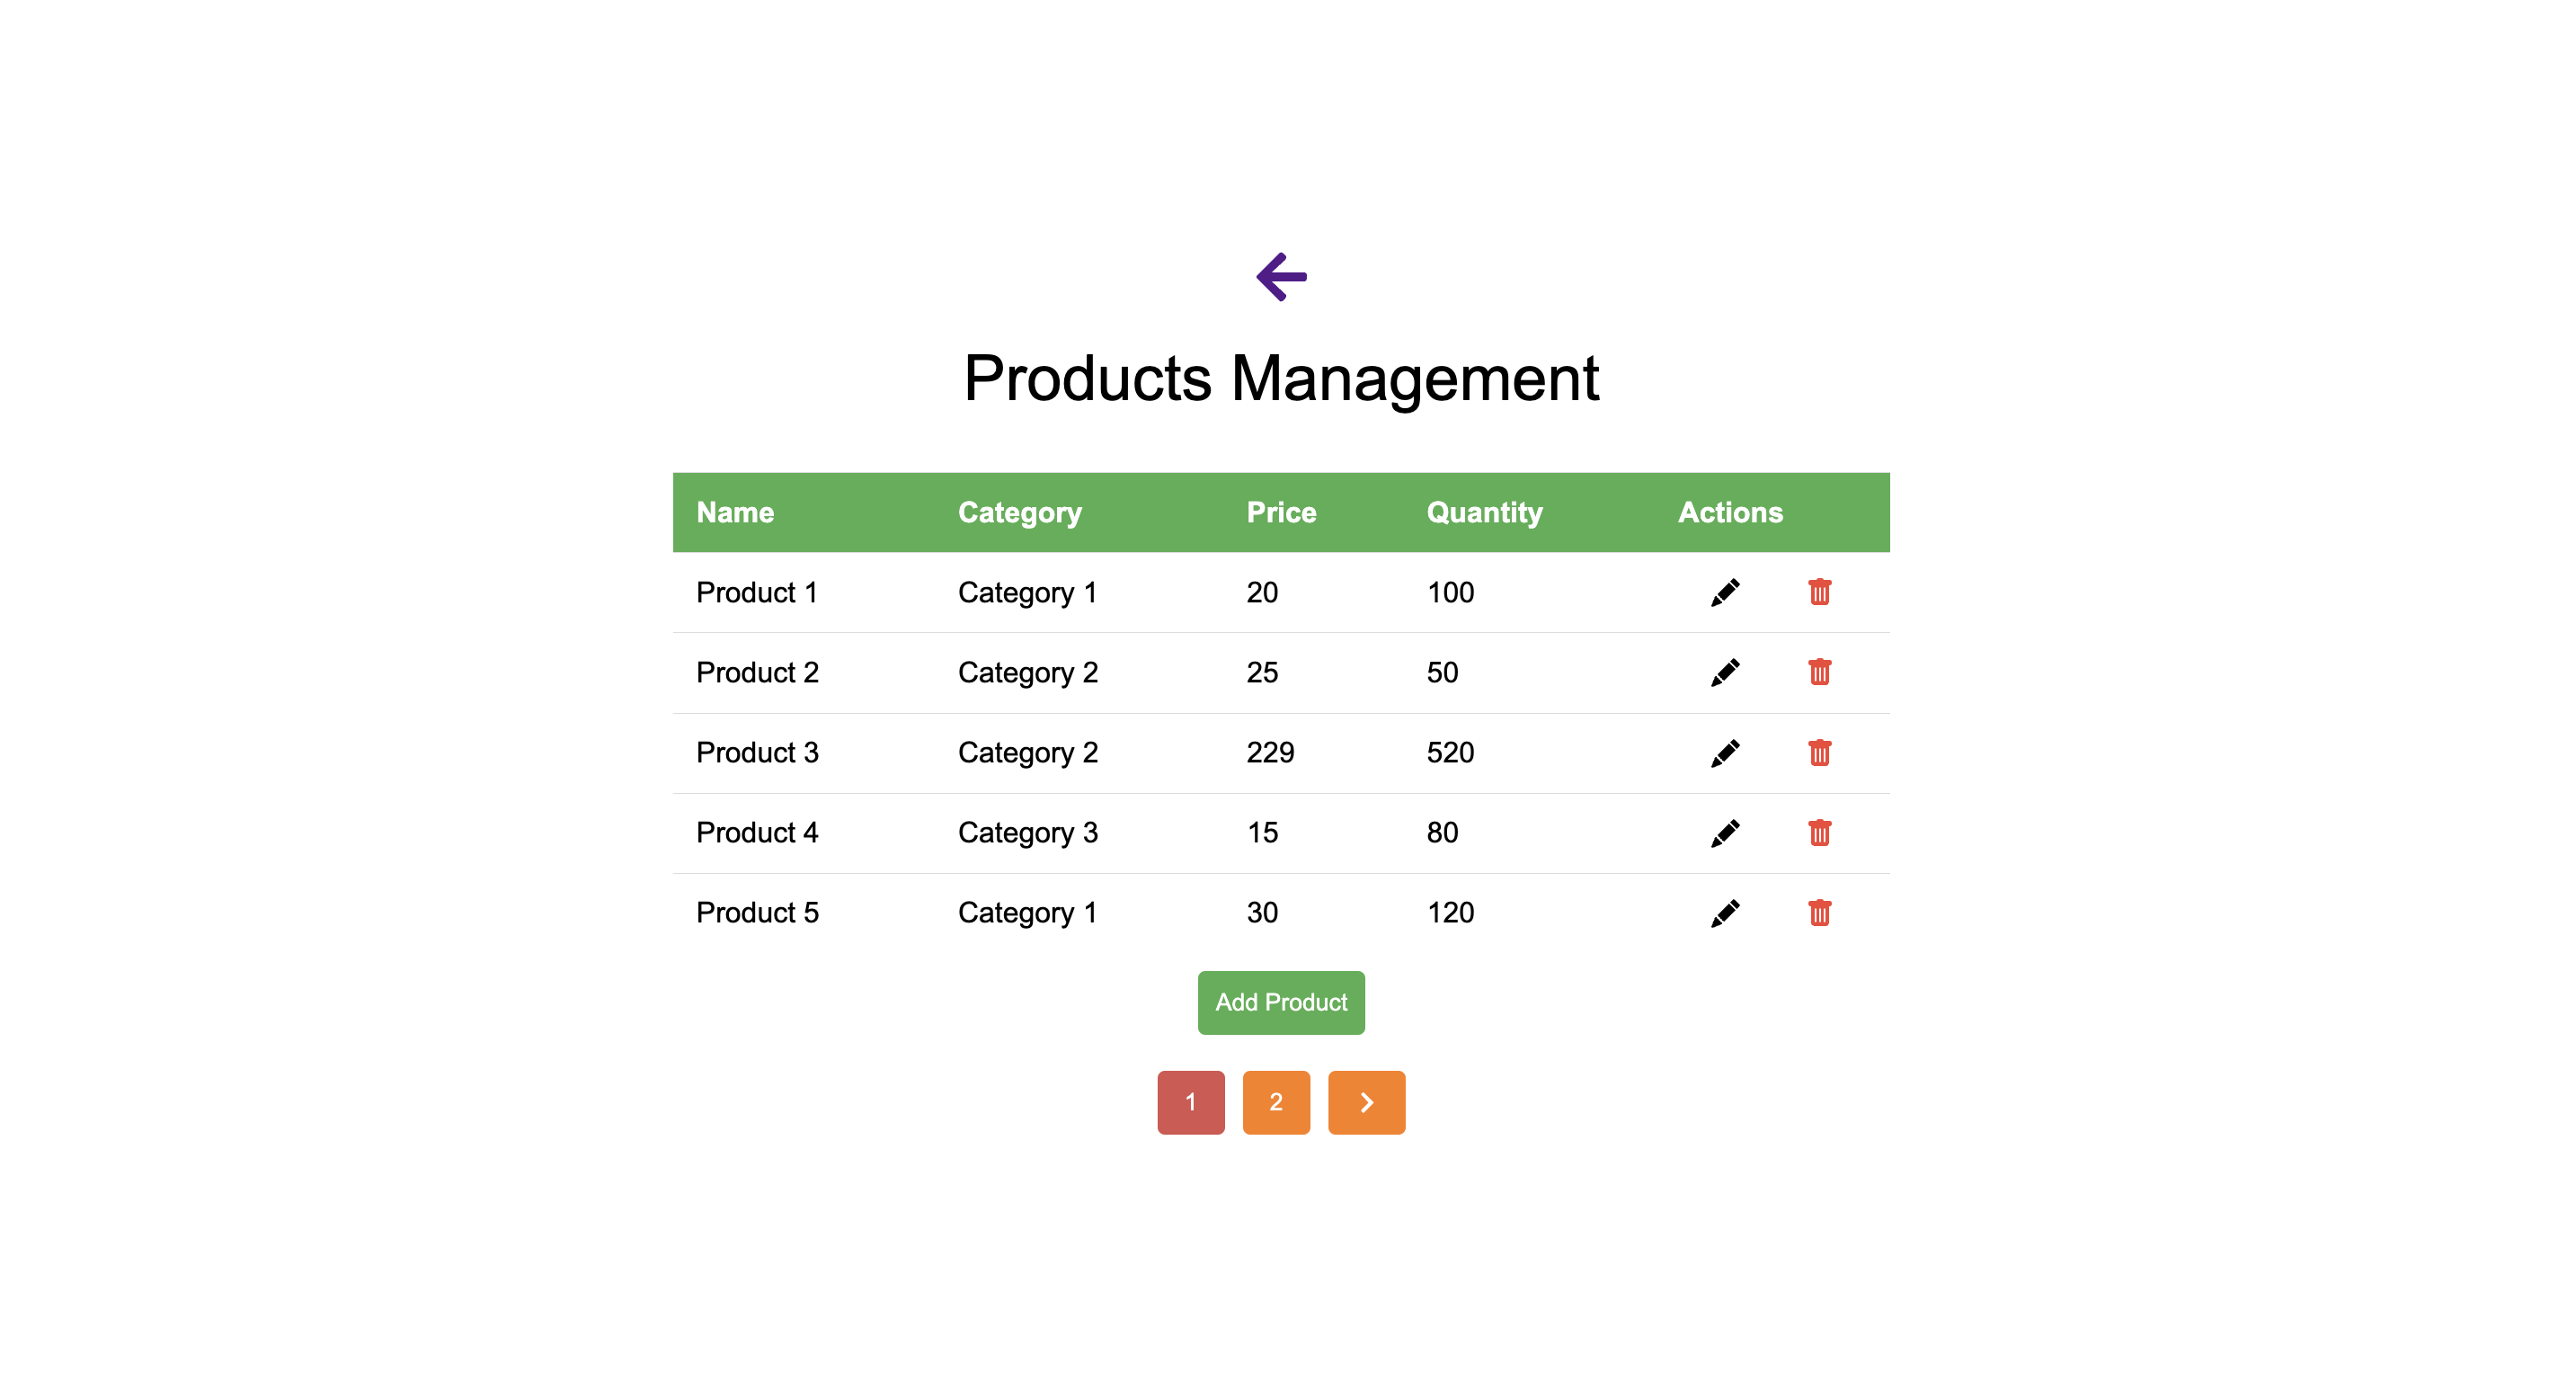 Products Management
Name Category Price Quantity Actions
Product 1 Category 1 20 100
Product 2 Category 2 25 50
Product 3 Category 2 229 520
Product 4 Category 3 15 80
Product 5 Category 1 30 120
Add Product
1 2